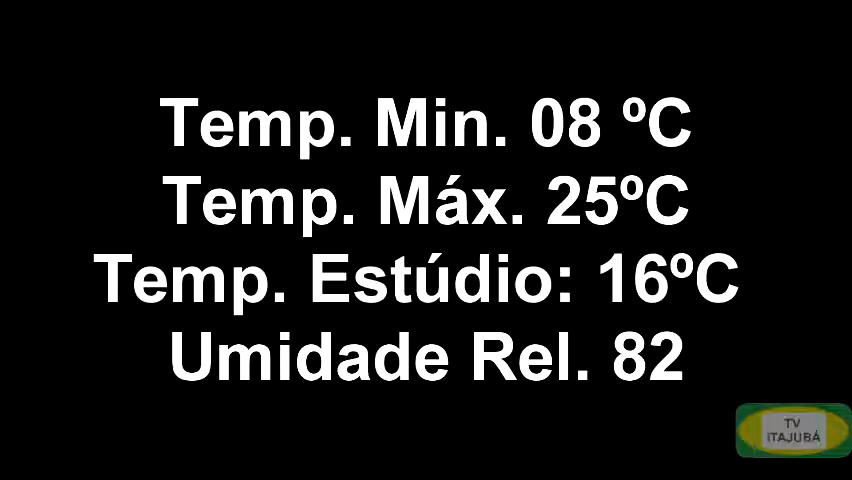 Temp. Min. 08 ºC
Temp. Máx. 25ºC
Temp. Estúdio: 16ºC
Umidade Rel. 82
TV
ITAJUBÁ